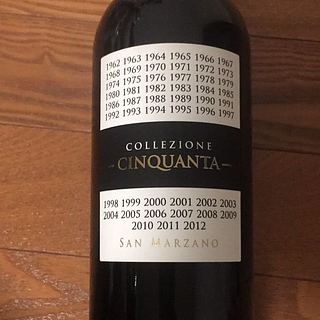 1962 1963 1964 1965 1966 1967
1968 1969 1970 1971 1972 1973
1974 1975 1976 1977 1978 1979
1980 1981 1982 1983 1984 1985
1986 1987 1988 1989 1990 1991
1992 1993 1994 1995 1996 1997
COLLEZIONE
CINQUANTA
1998 1999 2000 2001 2002 2003
2004 2005 2006 2007 2008 2009
2010 2011 2012
SAN MARZANO